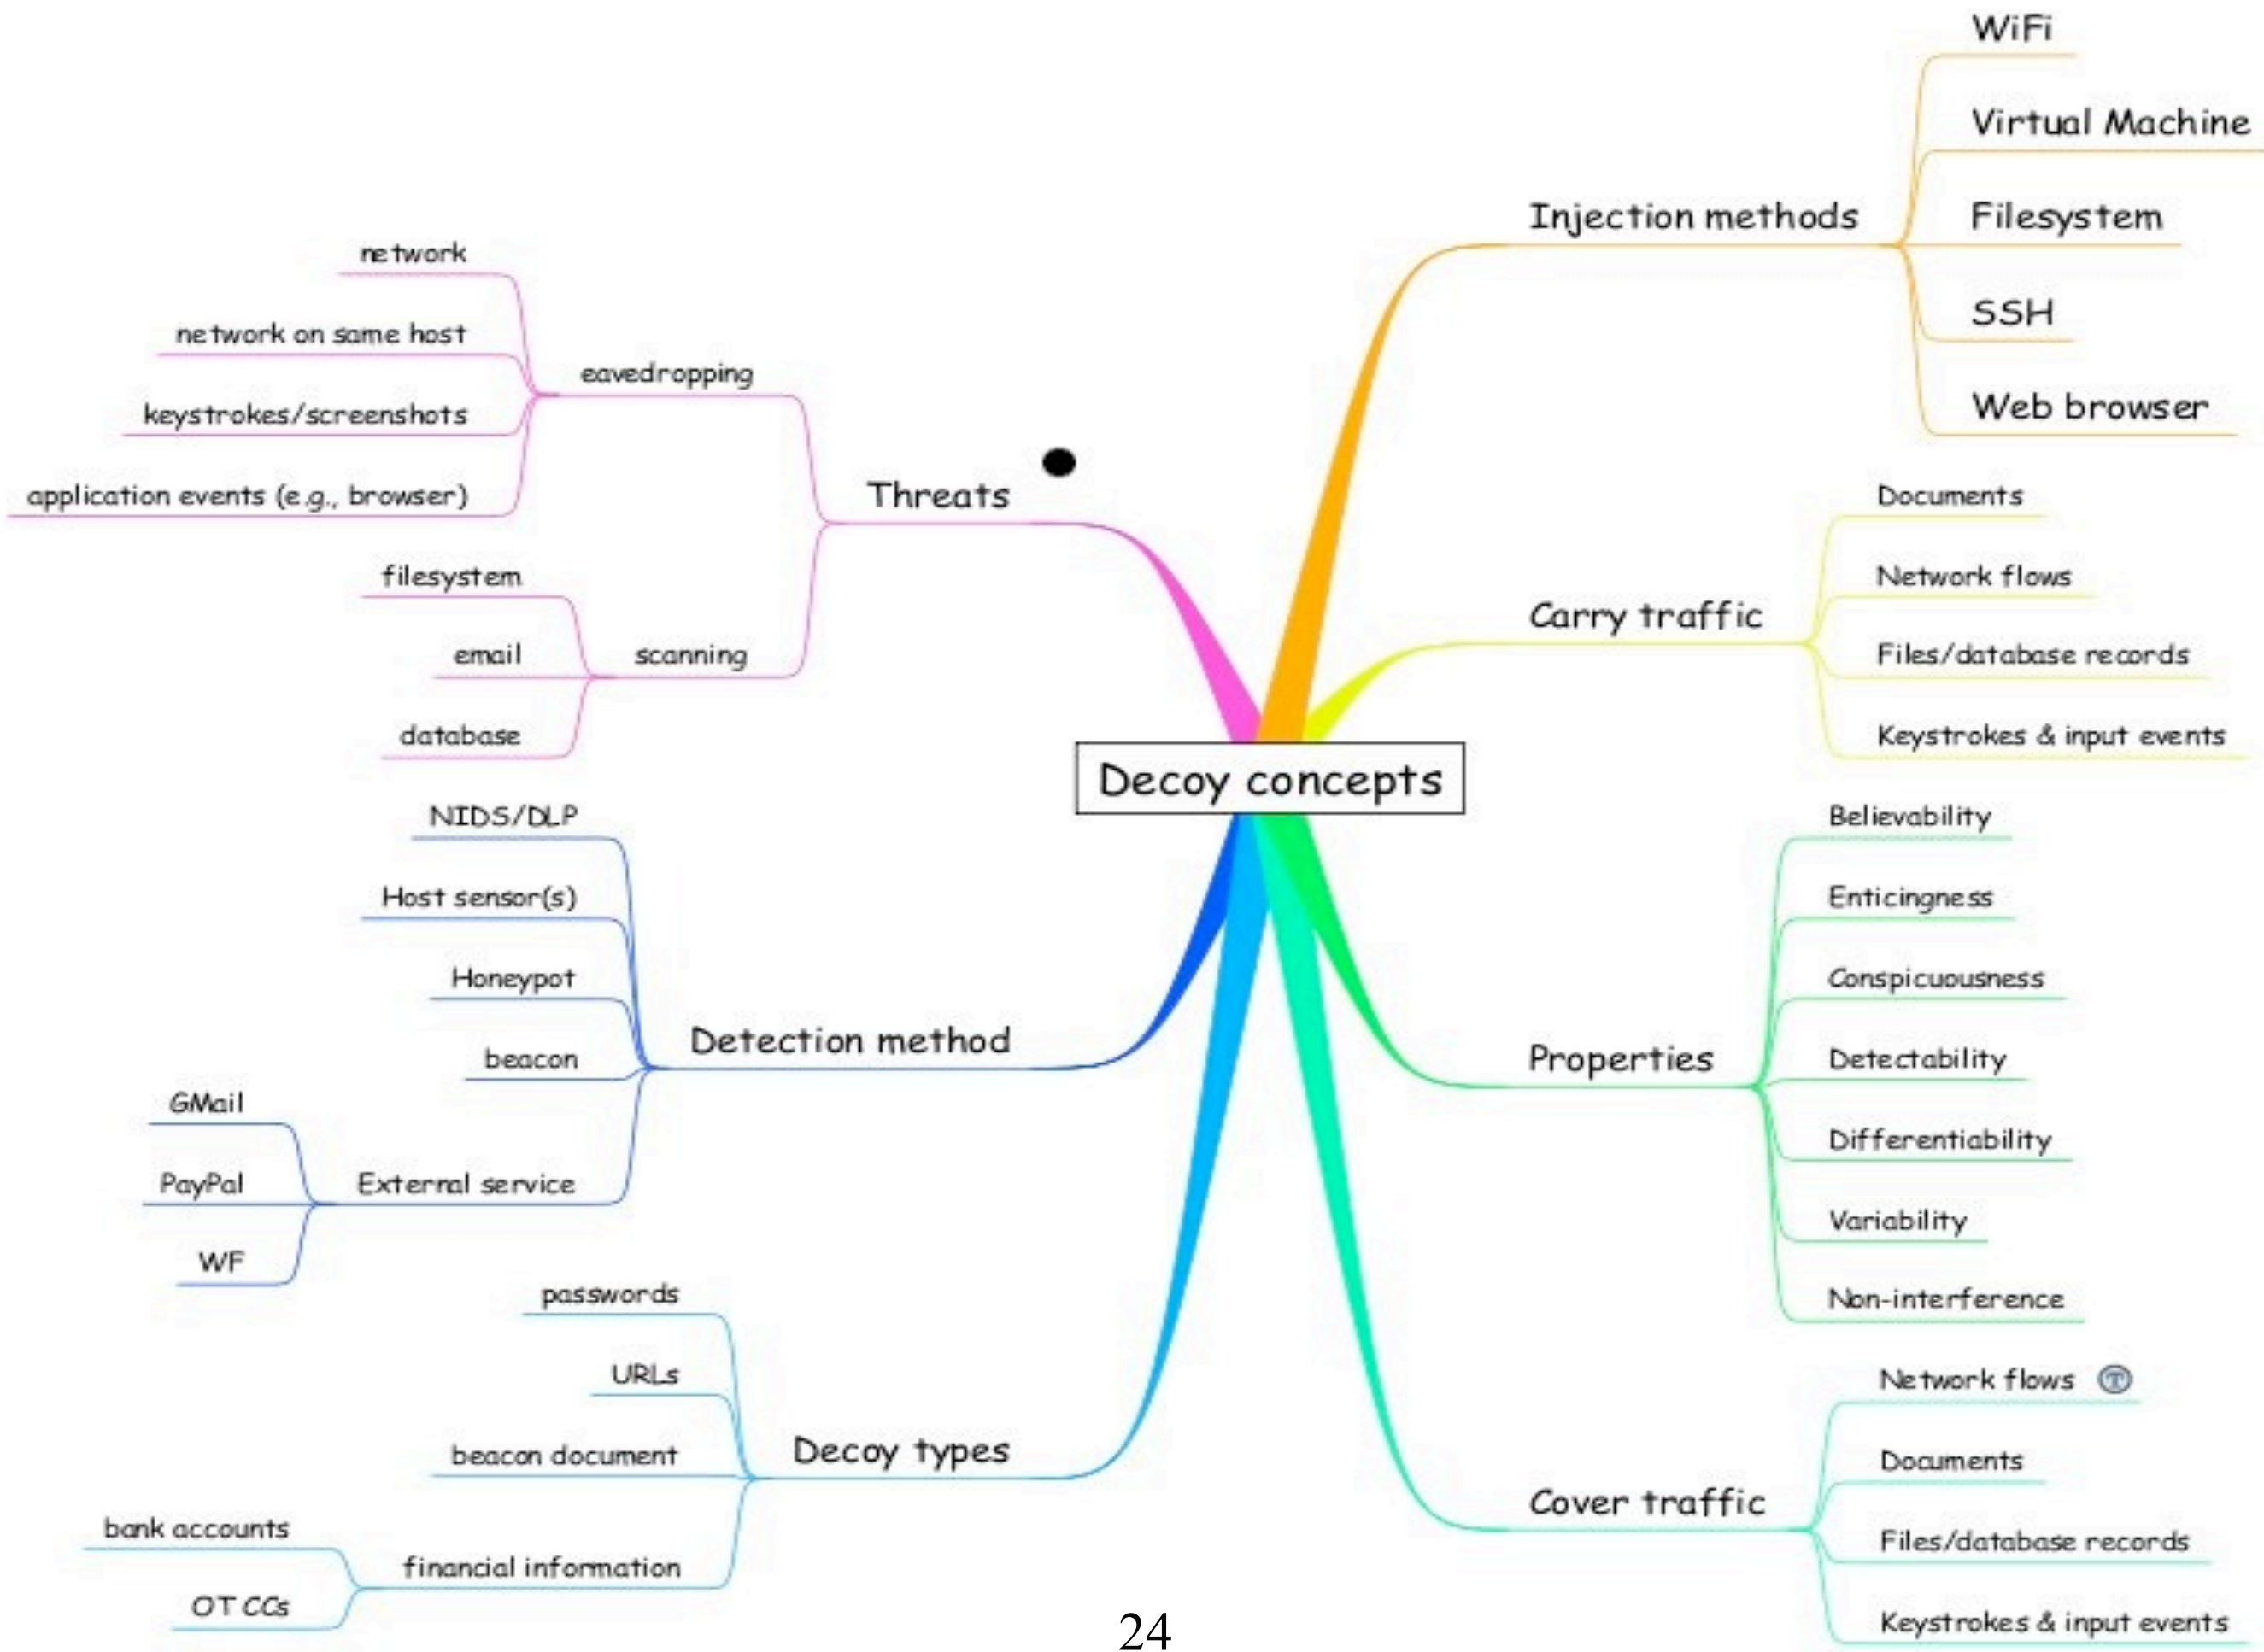 Decoy concepts
Threats
eavedropping
network
network on same host
keystrokes/screenshots
application events (e.g., browser)
scanning
filesystem
email
database
Detection method
NIDS/DLP
Host sensor(s)
Honeypot
beacon
External service
GMail
PayPal
WF
Decoy types
passwords
URLs
beacon document
financial information
bank accounts
OT CCs
Injection methods
WiFi
Virtual Machine
Filesystem
SSH
Web browser
Carry traffic
Documents
Network flows
Files/database records
Keystrokes & input events
Properties
Believability
Enticingness
Conspicuousness
Detectability
Differentiability
Variability
Non-interference
Cover traffic
Network flows T
Documents
Files/database records
Keystrokes & input events
24